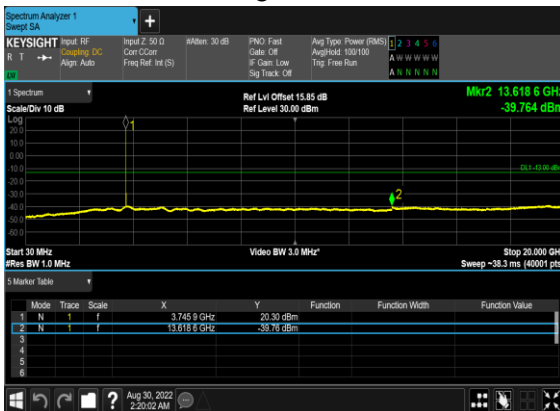 Spectrum Analyzer 1
Swept SA
KEYSIGHT
R T
LV
Input: RF
Coupling: DC
Align: Auto
Input Z: 50 Ω
Corr CCorr
Freq Ref: Int (S)
#Atten: 30 dB
PNO: Fast
Gate: Off
IF Gain: Low
Sig Track: Off
Avg Type: Power (RMS)
Avg|Hold: 100/100
Trig: Free Run
1 2 3 4 5 6
A W W W W W
A N N N N N
1 Spectrum
Scale/Div 10 dB
Ref Lvl Offset 15.85 dB
Ref Level 30.00 dBm
Mkr2 13.618 6 GHz
-39.764 dBm
Log
20.0
10.0
0.00
-10.0
-20.0
-30.0
-40.0
-50.0
-60.0
1
2
DL1 -13.00 dBm
Start 30 MHz
#Res BW 1.0 MHz
Video BW 3.0 MHz*
Stop 20.000 GH
Sweep ~38.3 ms (40001 pts
5 Marker Table
Mode Trace Scale X Y Function Function Width Function Value
1 N 1 f 3.745 9 GHz 20.30 dBm
2 N 1 f 13.618 6 GHz -39.76 dBm
3
4
5
6
?
Aug 30, 2022
2:20:02 AM